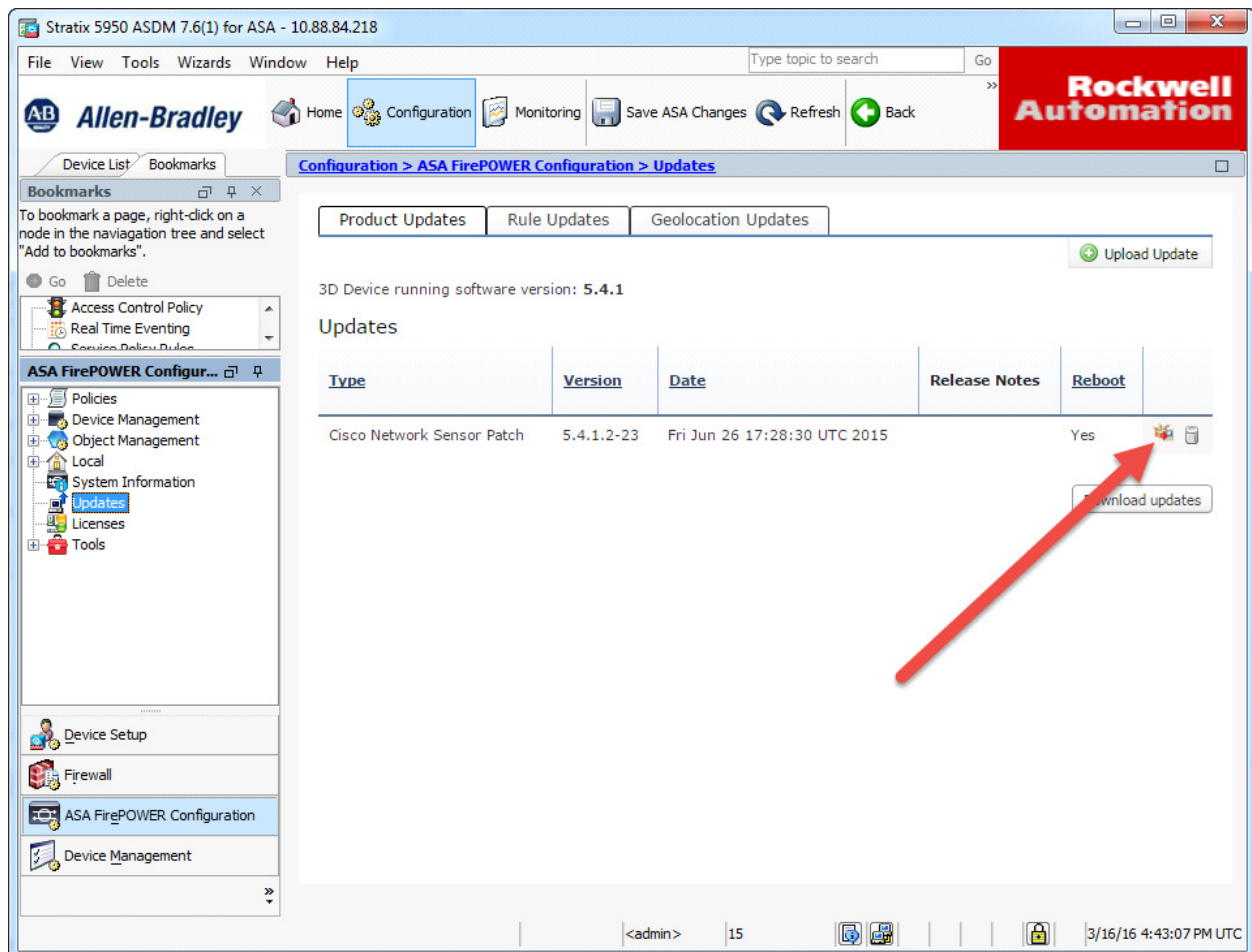 Stratix 5950 ASDM 7.6(1) for ASA - 10.88.84.218
File View Tools Wizards Window Help
Type topic to search
Go
AB Allen-Bradley
Home
Configuration
Monitoring
Save ASA Changes
Refresh
Back
Rockwell
Automation
Device List
Bookmarks
Configuration > ASA FirePOWER Configuration > Updates
Bookmarks
To bookmark a page, right-click on a
node in the naviagation tree and select
"Add to bookmarks".
Go
Delete
Access Control Policy
Real Time Eventing
Service Policy Rules
ASA FirePOWER Configur...
Policies
Device Management
Object Management
Local
System Information
Updates
Licenses
Tools
Device Setup
Firewall
ASA FirePOWER Configuration
Device Management
Product Updates
Rule Updates
Geolocation Updates
Upload Update
3D Device running software version: 5.4.1
Updates
Type Version Date Release Notes Reboot
Cisco Network Sensor Patch 5.4.1.2-23 Fri Jun 26 17:28:30 UTC 2015 Yes
Download updates
<admin> 15 3/16/16 4:43:07 PM UTC